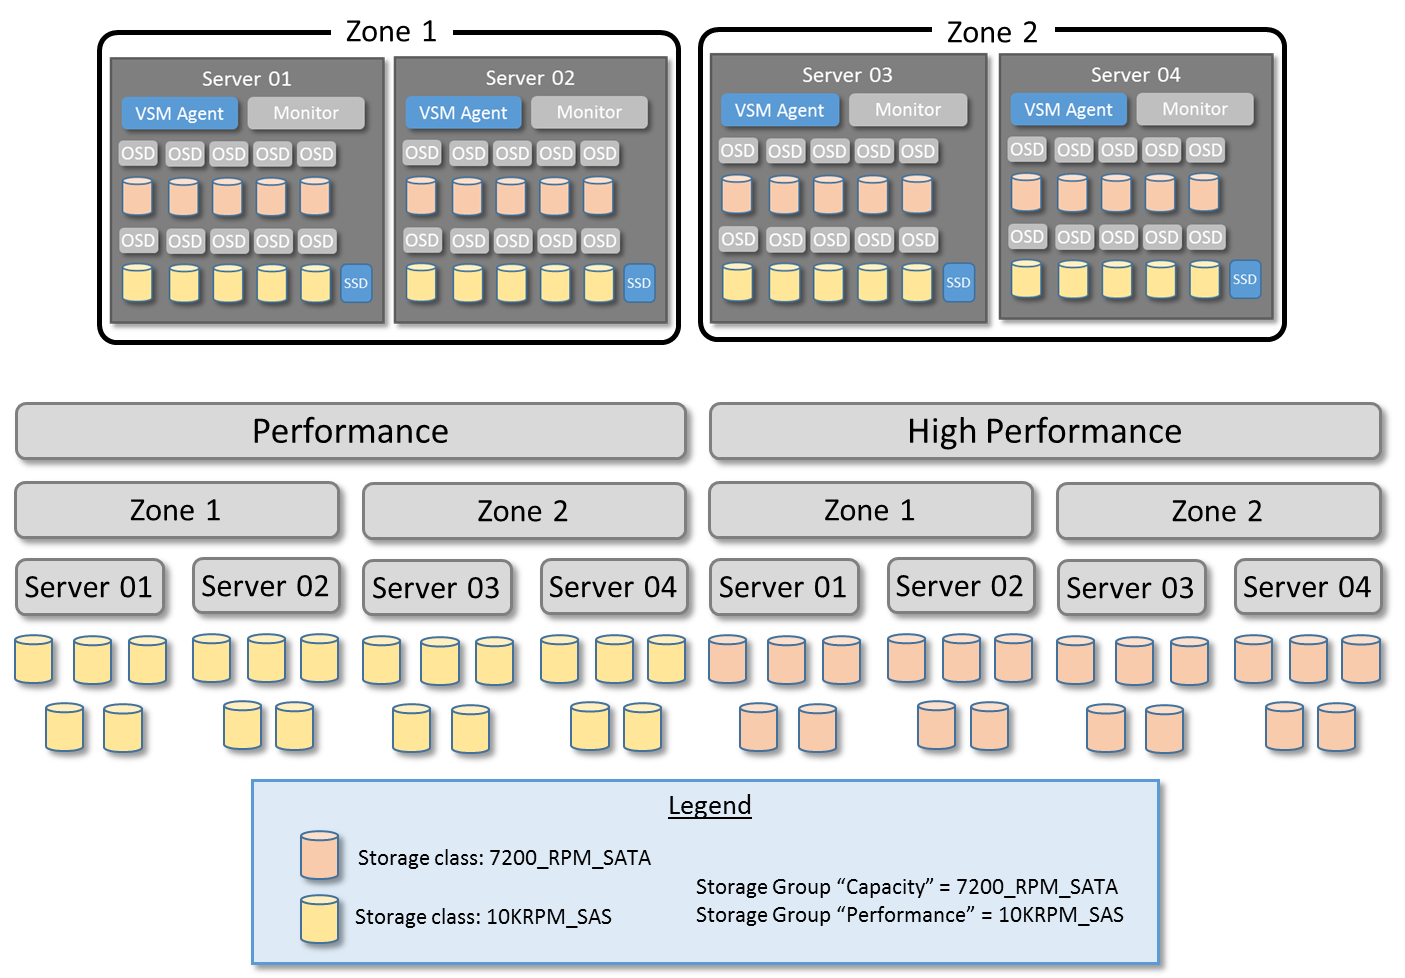 Zone 1
Zone 2
Server 01
Server 02
Server 03
Server 04
VSM Agent Monitor
VSM Agent Monitor
VSM Agent Monitor
VSM Agent Monitor
OSD OSD OSD OSD OSD
OSD OSD OSD OSD OSD
OSD OSD OSD OSD OSD
OSD OSD OSD OSD OSD
OSD OSD OSD OSD OSD
OSD OSD OSD OSD OSD
OSD OSD OSD OSD OSD
OSD OSD OSD OSD OSD
SSD
SSD
SSD
SSD
Performance
High Performance
Zone 1
Zone 2
Zone 1
Zone 2
Server 01
Server 02
Server 03
Server 04
Server 01
Server 02
Server 03
Server 04
Legend
Storage class: 7200_RPM_SATA
Storage class: 10KRPM_SAS
Storage Group “Capacity” = 7200_RPM_SATA
Storage Group “Performance” = 10KRPM_SAS